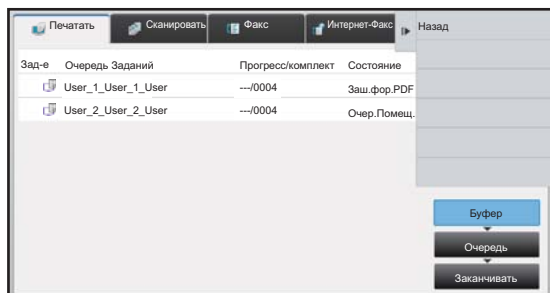 Печатать Сканировать Факс Интернет-Факс Назад
Зад-е Очередь Заданий Прогресс/комплект Состояние
User_1_User_1_User ---/0004 Заш.фор.PDF
User_2_User_2_User ---/0004 Очер.Помещ.
Буфер
Очередь
Заканчивать